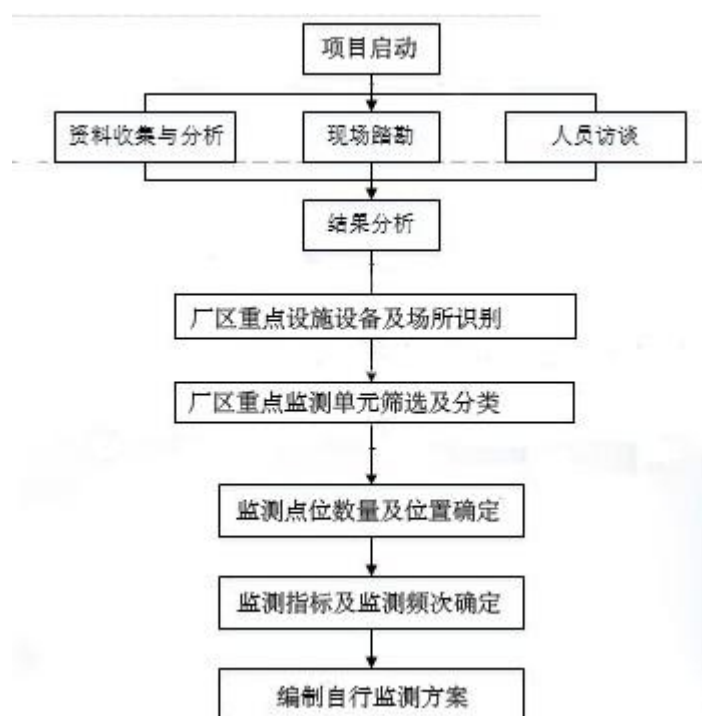 项目启动
资料收集与分析
现场踏勘
人员访谈
结果分析
厂区重点设施设备及场所识别
厂区重点监测单元筛选及分类
监测点位数量及位置确定
监测指标及监测频次确定
编制自行监测方案